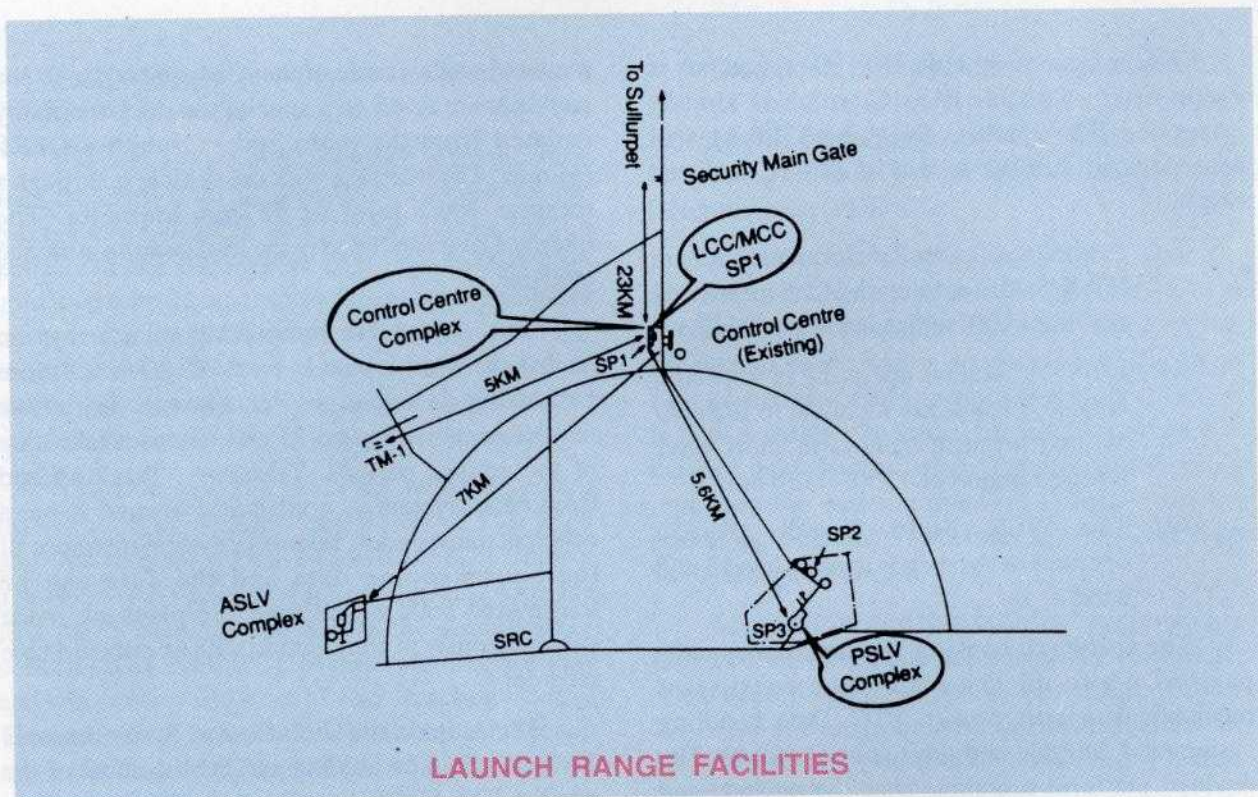 To Sullurpet
Security Main Gate
LCC/MCC
SP1
23KM
Control Centre
Complex
Control Centre
(Existing)
SP1
5KM
TM-1
7KM
5.6KM
SP2
ASLV
Complex
SRC
SP3
PSLV
Complex
LAUNCH RANGE FACILITIES